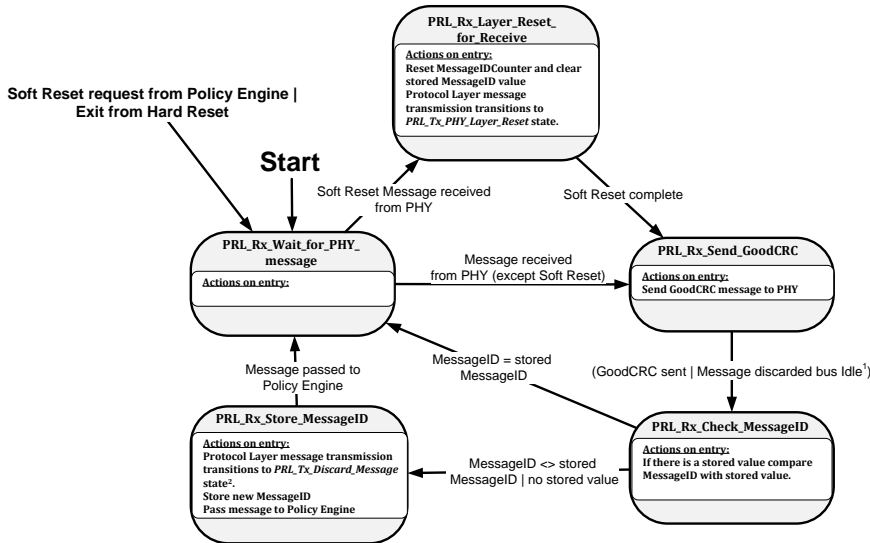 PRL_Rx_Layer_Reset_
for_Receive
Actions on entry:
Reset MessageIDCounter and clear
stored MessageID value
Protocol Layer message
transmission transitions to
PRL_Tx_PHY_Layer_Reset state.
Soft Reset request from Policy Engine |
Exit from Hard Reset
Start
Soft Reset Message received
from PHY
Soft Reset complete
PRL_Rx_Wait_for_PHY_
message
Actions on entry:
Message received
from PHY (except Soft Reset)
PRL_Rx_Send_GoodCRC
Actions on entry:
Send GoodCRC message to PHY
Message passed to
Policy Engine
MessageID = stored
MessageID
(GoodCRC sent | Message discarded bus Idle¹)
PRL_Rx_Store_MessageID
Actions on entry:
Protocol Layer message transmission
transitions to PRL_Tx_Discard_Message
state².
Store new MessageID
Pass message to Policy Engine
MessageID <> stored
MessageID | no stored value
PRL_Rx_Check_MessageID
Actions on entry:
If there is a stored value compare
MessageID with stored value.